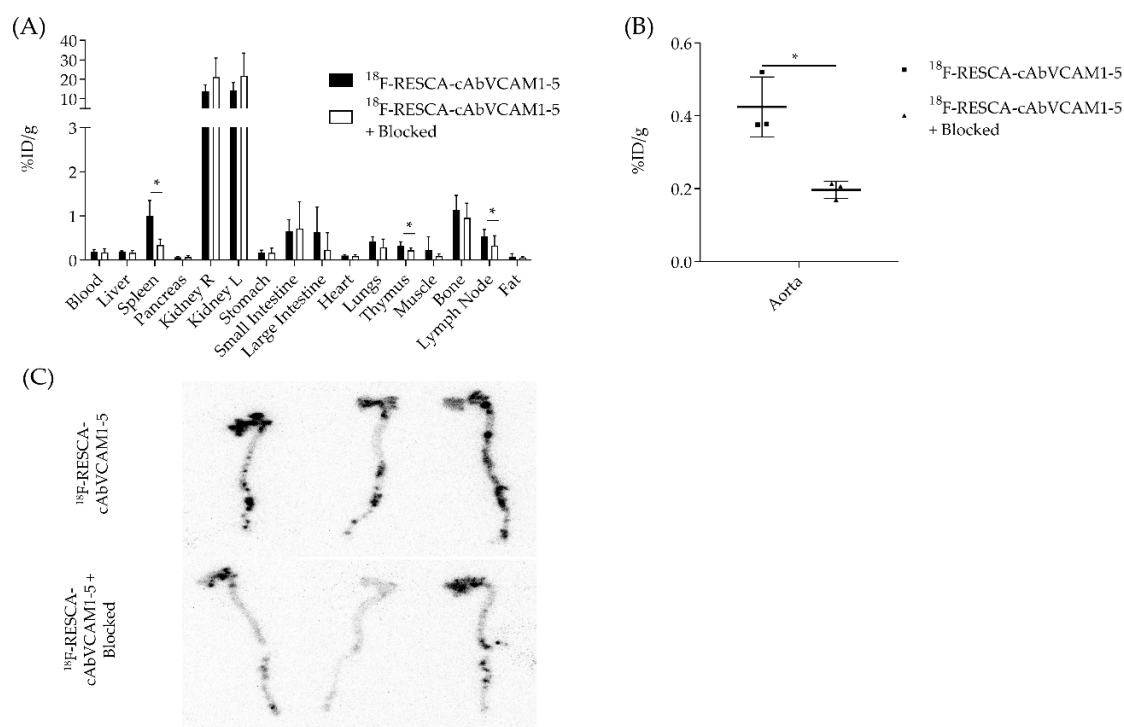 (A)
%ID/g
40
30
20
10
3
2
1
0
*
*
*
¹⁸F-RESCA-cAbVCAM1-5
¹⁸F-RESCA-cAbVCAM1-5
+ Blocked
Blood
Liver
Spleen
Pancreas
Kidney R
Kidney L
Stomach
Small Intestine
Large Intestine
Heart
Lungs
Thymus
Muscle
Bone
Lymph Node
Fat
(B)
%ID/g
0.6
0.4
0.2
0.0
*
Aorta
¹⁸F-RESCA-cAbVCAM1-5
¹⁸F-RESCA-cAbVCAM1-5
+ Blocked
(C)
¹⁸F-RESCA-
cAbVCAM1-5
¹⁸F-RESCA-
cAbVCAM1-5 +
Blocked